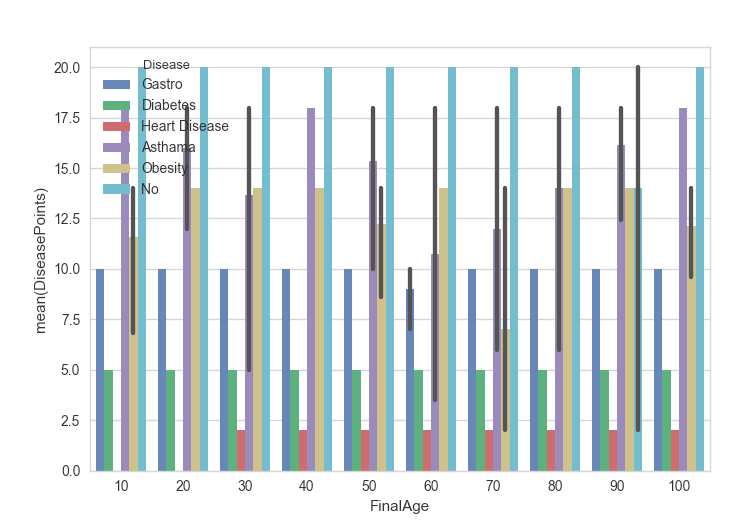 Disease
Gastro
Diabetes
Heart Disease
Asthama
Obesity
No
20.0
17.5
15.0
12.5
10.0
7.5
5.0
2.5
0.0
mean(DiseasePoints)
10 20 30 40 50 60 70 80 90 100
FinalAge